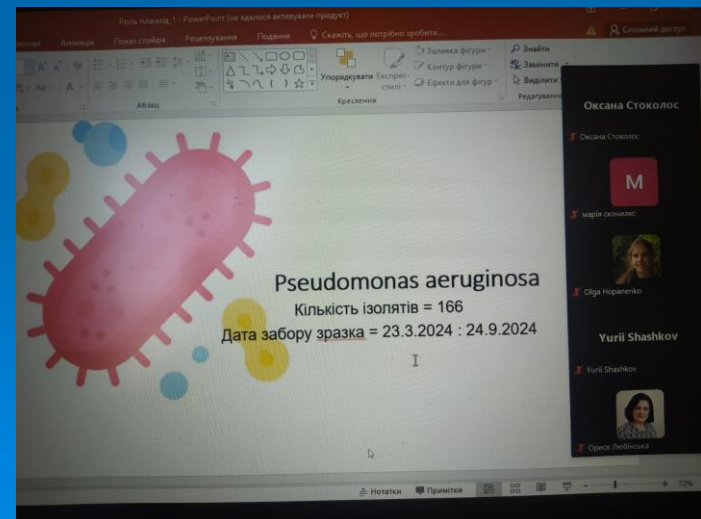 Роль плазмід_1 - PowerPoint (не вдалося активувати продукт)
Анімація Показ слайдів Рецензування Подання Скажіть, що потрібно зробити... Спільний доступ
Упорядкувати Експрес-стилі
Заливка фігури
Контур фігури
Ефекти для фігур
Знайти
Замінити
Виділити
Абзац Креслення Редагування
Pseudomonas aeruginosa
Кількість ізолятів = 166
Дата забору зразка = 23.3.2024 : 24.9.2024
Оксана Стоколос
Оксана Стоколос
М
марія скочиляс
Olga Hopanenko
Yurii Shashkov
Yurii Shashkov
Орися Любінська
Нотатки Примітки 72%